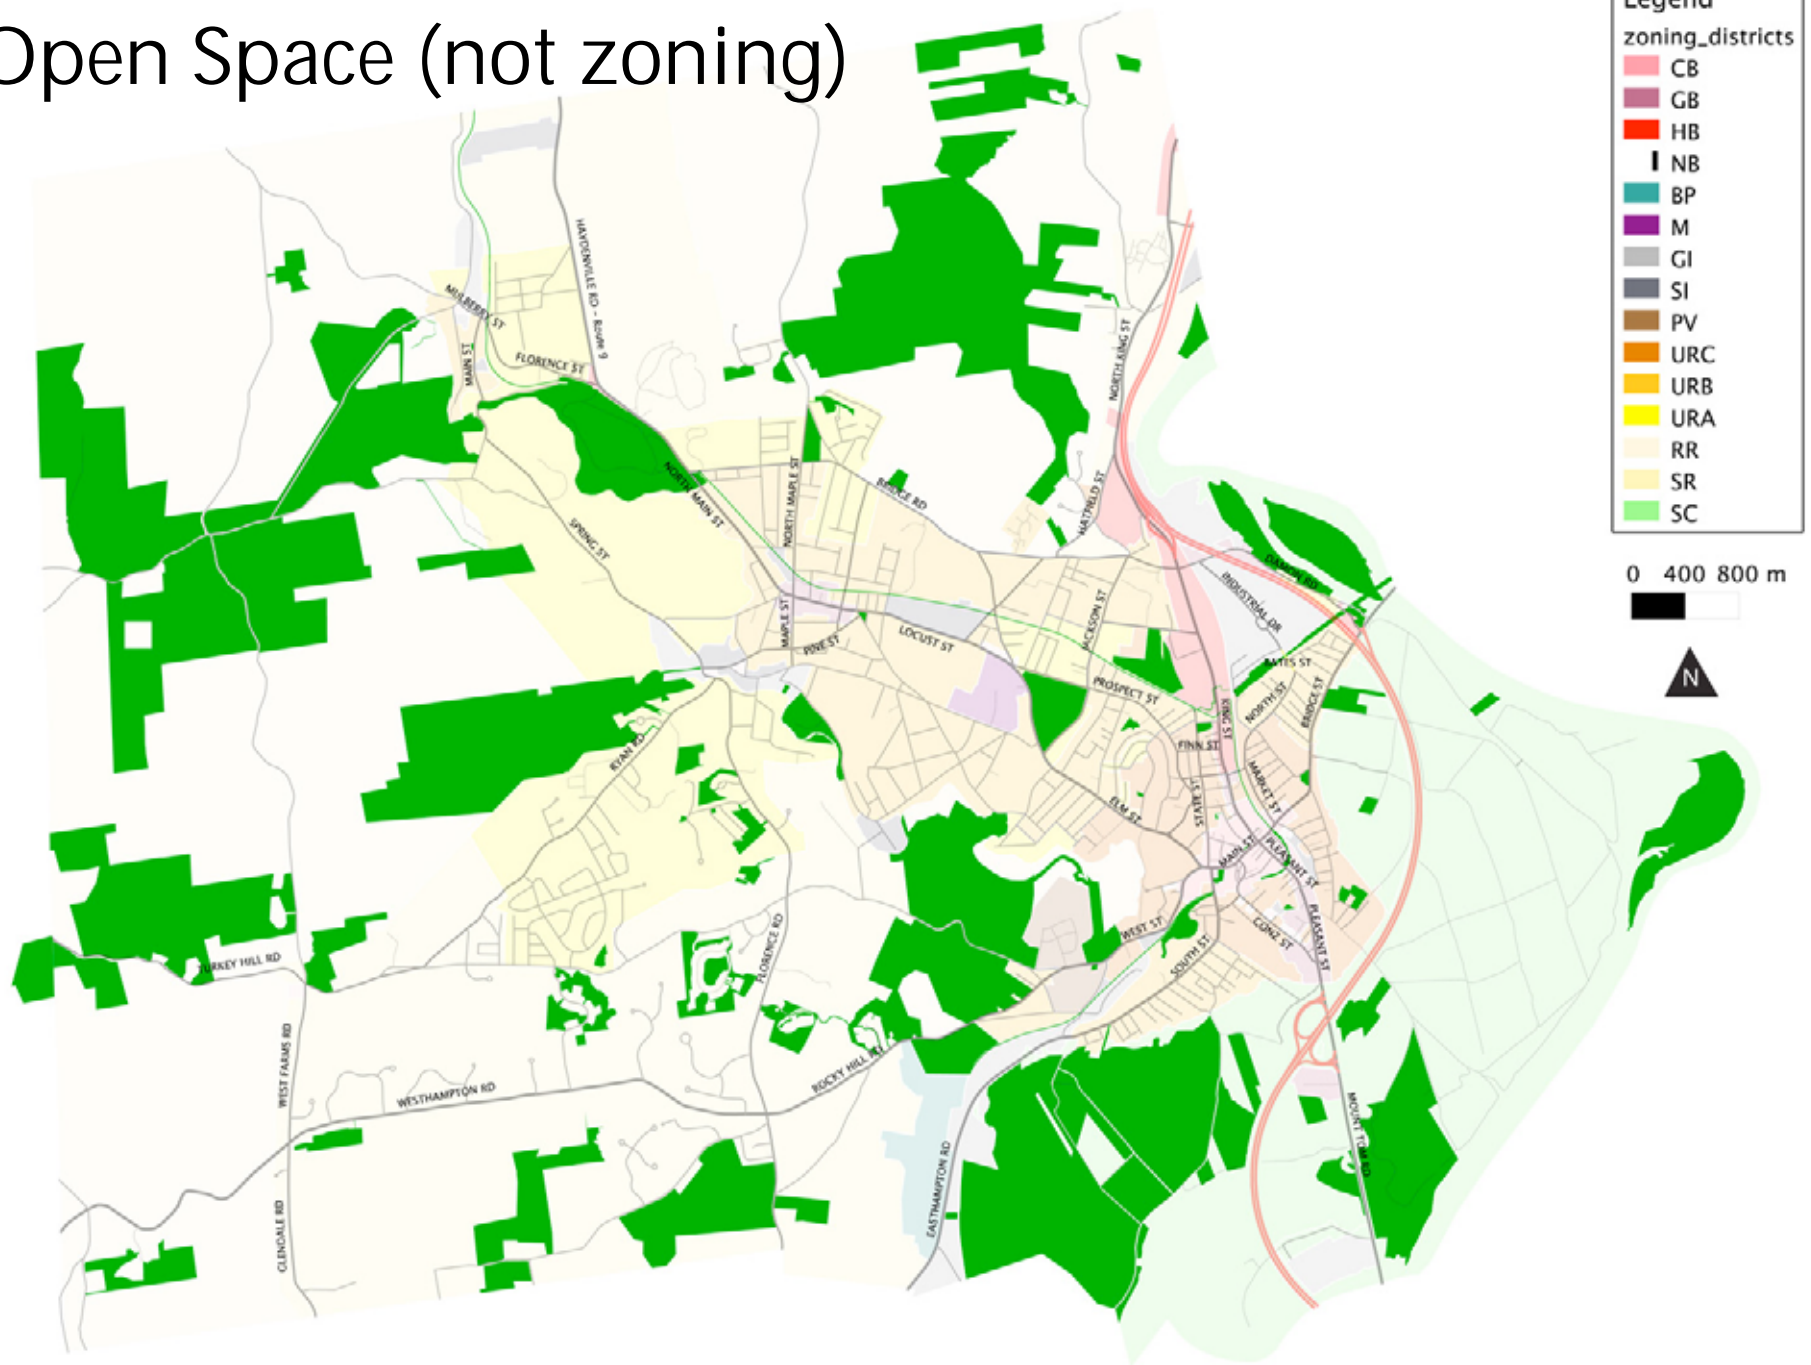 Open Space (not zoning)
Legend
zoning_districts
CB
GB
HB
NB
BP
M
GI
SI
PV
URC
URB
URA
RR
SR
SC
0 400 800 m
N
HAYDENVILLE RD - Route 9
MULBERRY ST
MAIN ST
FLORENCE ST
NORTH KING ST
NORTH MAIN ST
NORTH MAPLE ST
BRIDGE RD
HATFIELD ST
SPRING ST
DAMON RD
INDUSTRIAL DR
MAPLE ST
PINE ST
LOCUST ST
JACKSON ST
BATES ST
PROSPECT ST
NORTH ST
BRIDGE ST
KING ST
RYAN RD
FINN ST
MARKET ST
STATE ST
ELM ST
MAIN ST
PLEASANT ST
WEST ST
CONZ ST
PLEASANT ST
SOUTH ST
TURKEY HILL RD
FLORENCE RD
WEST FARMS RD
ROCKY HILL RD
WESTHAMPTON RD
MOUNT TOM RD
EASTHAMPTON RD
GLENDALE RD